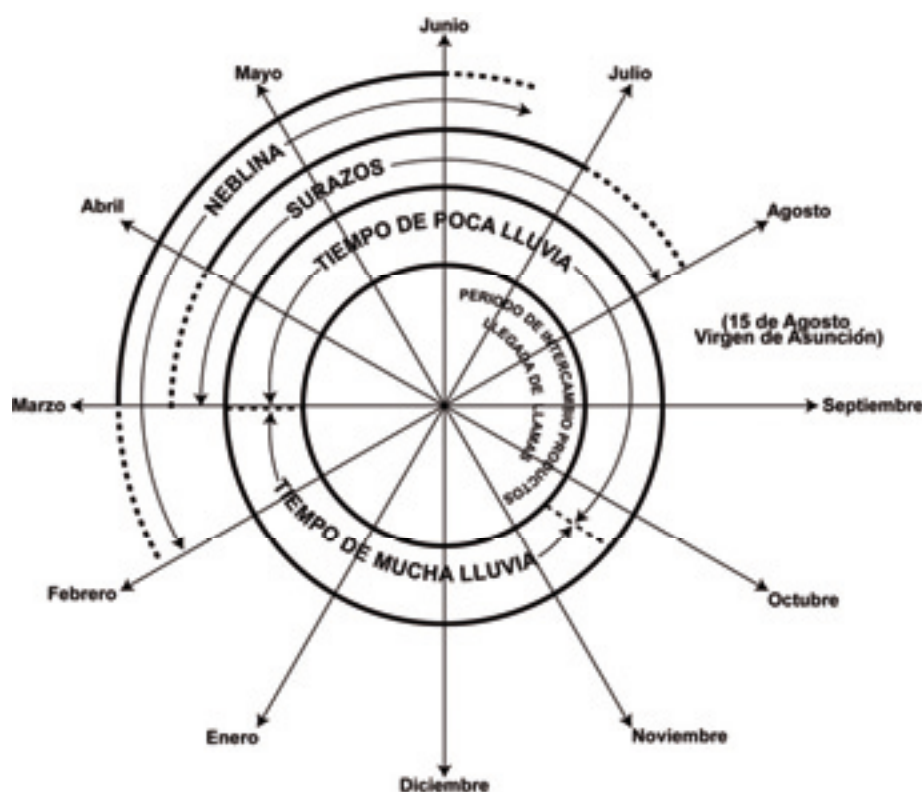 Junio
Mayo
Julio
NEBLINA
SURAZOS
Abril
Agosto
TIEMPO DE POCA LLUVIA
PERIODO DE INTERCAMBIO PRODUCTOS
LLEGADA DE LLAMAS
(15 de Agosto
Virgen de Asunción)
Marzo
Septiembre
TIEMPO DE MUCHA LLUVIA
Febrero
Octubre
Enero
Noviembre
Diciembre